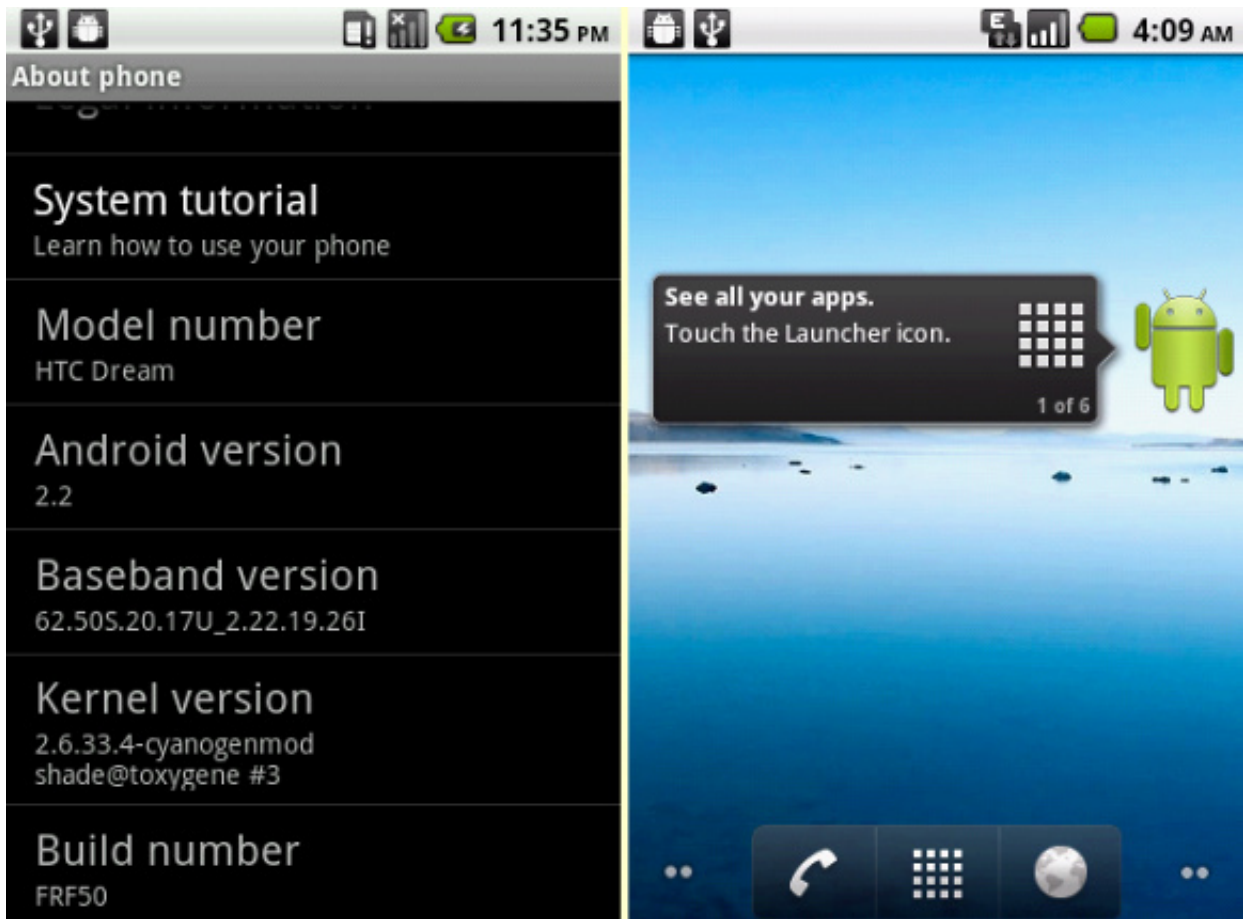 11:35 PM
About phone
Legal information
System tutorial
Learn how to use your phone
Model number
HTC Dream
Android version
2.2
Baseband version
62.50S.20.17U_2.22.19.26I
Kernel version
2.6.33.4-cyanogenmod
shade@toxygene #3
Build number
FRF50
E
4:09 AM
See all your apps.
Touch the Launcher icon.
1 of 6